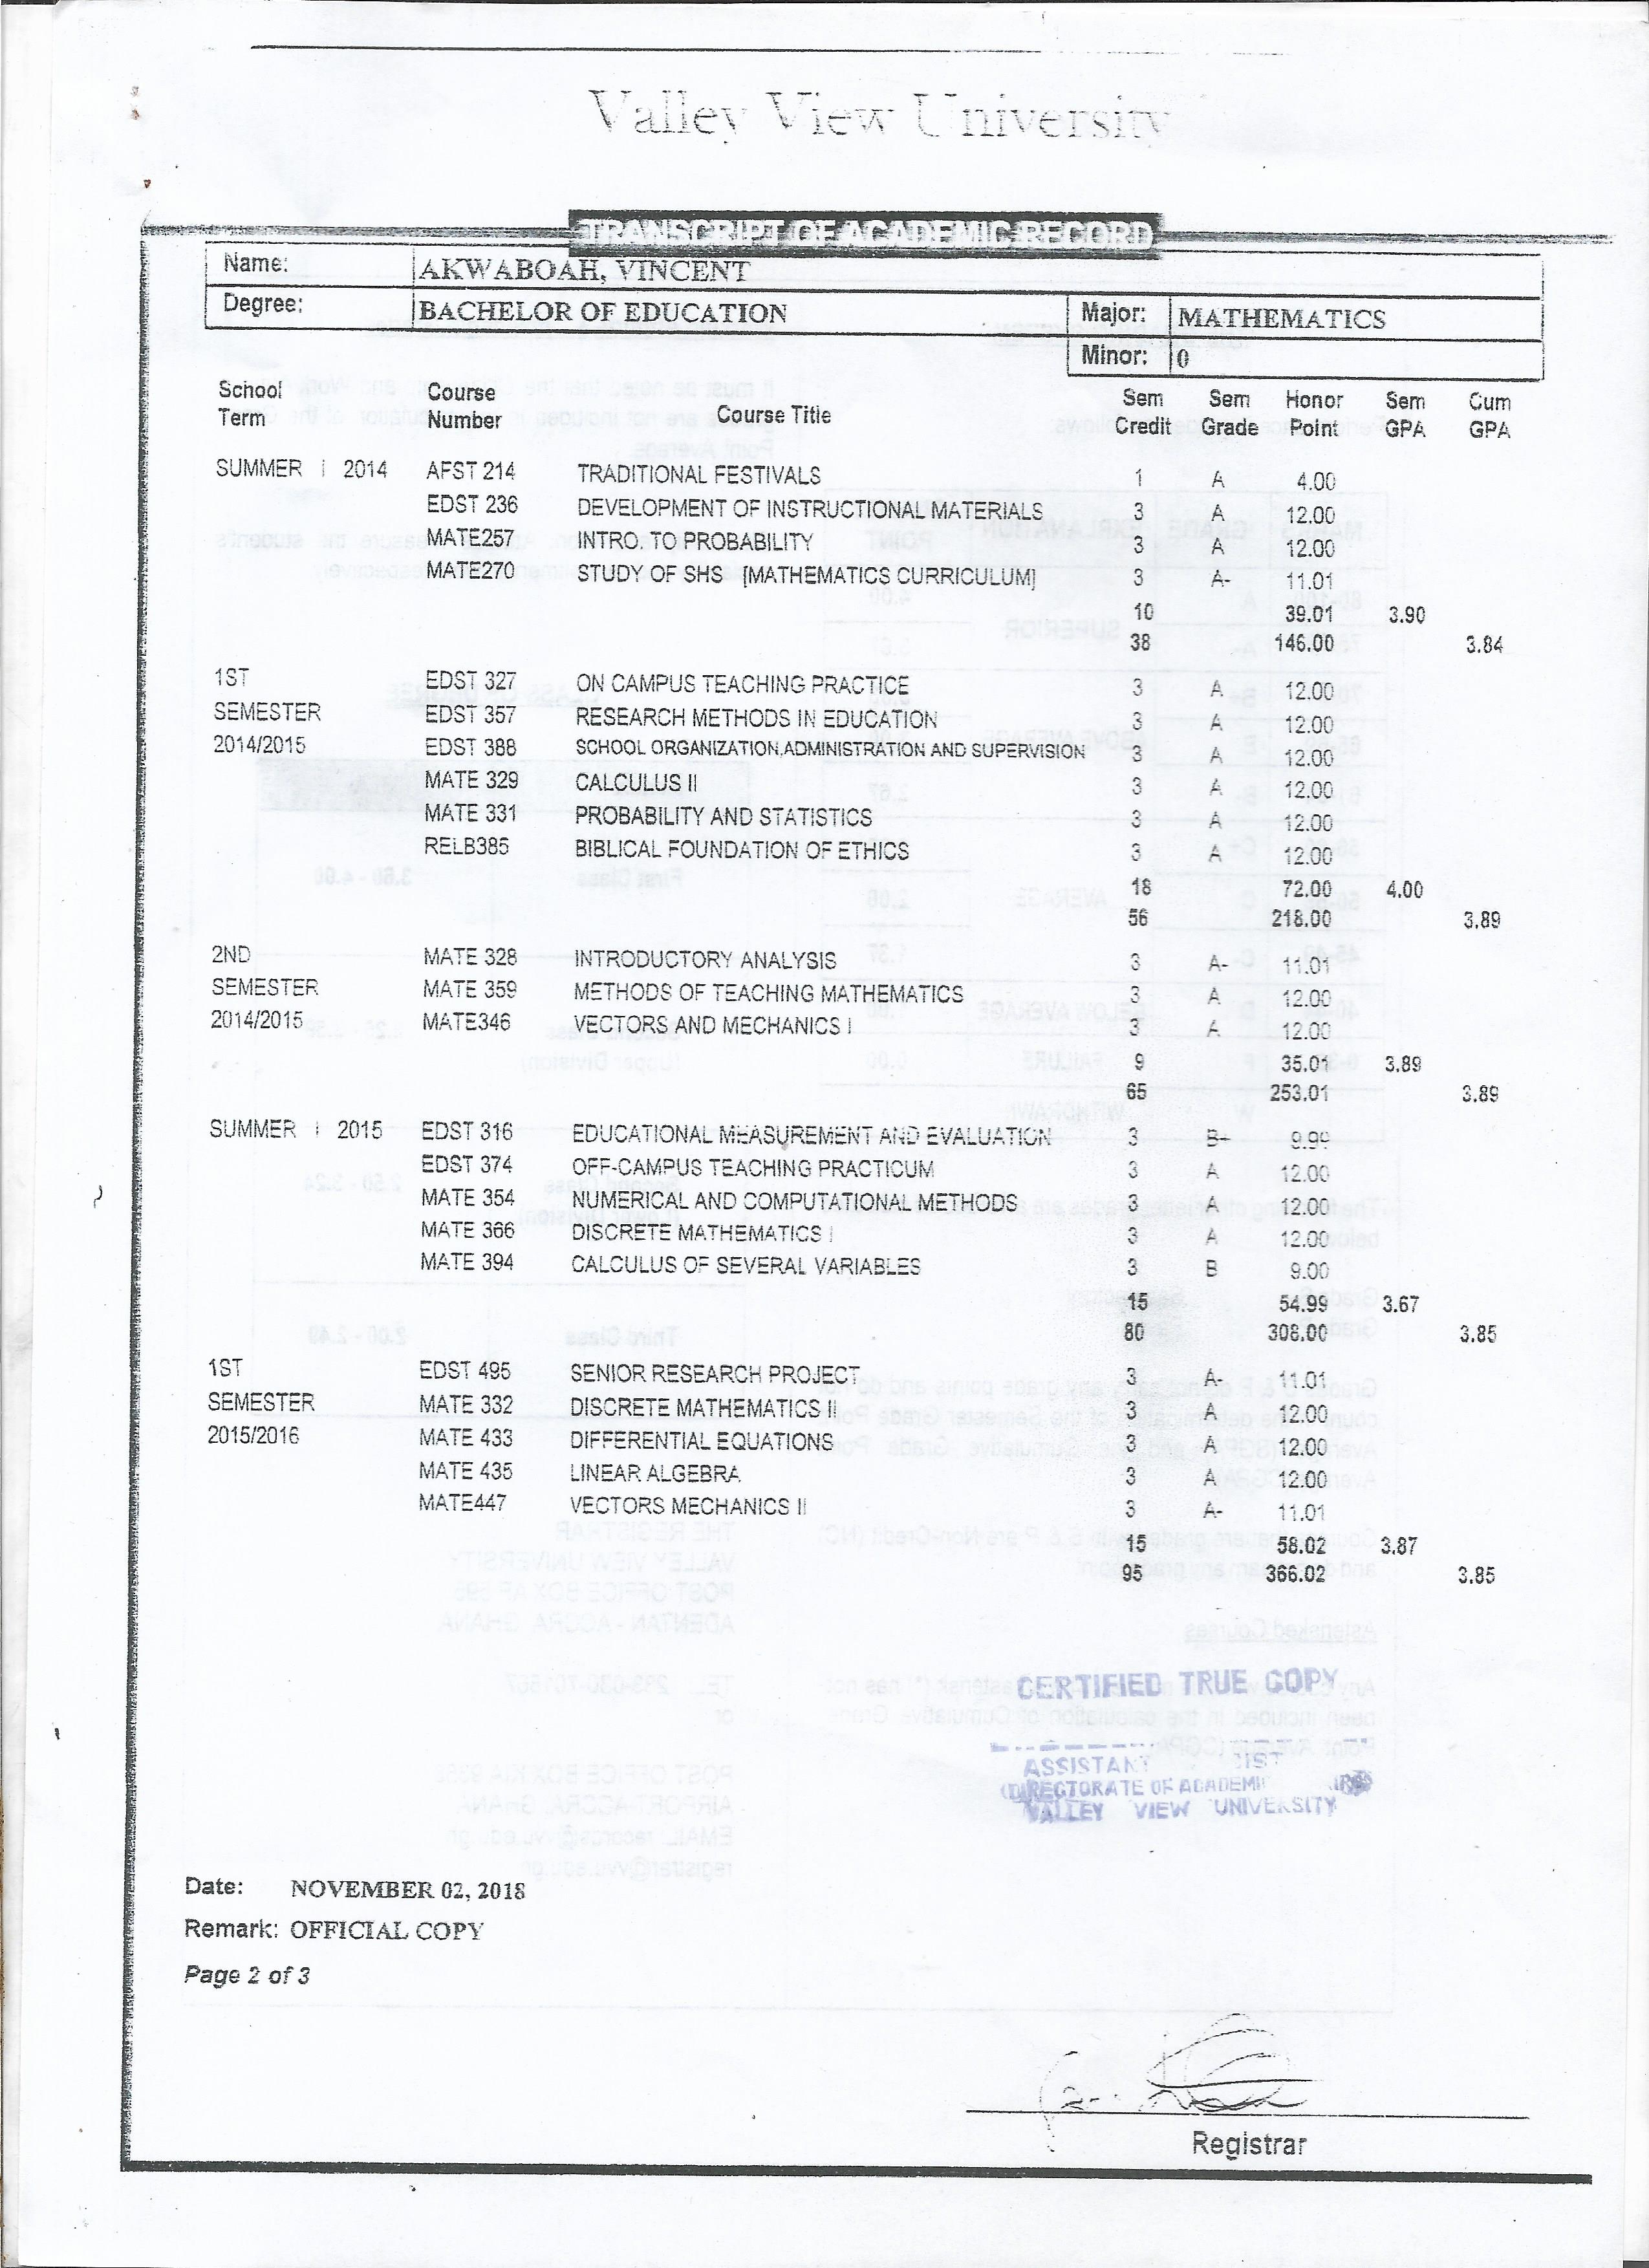 Valley View University
TRANSCRIPT OF ACADEMIC RECORD
Name: AKWABOAH, VINCENT
Degree: BACHELOR OF EDUCATION Major: MATHEMATICS
Minor: 0
School Term Course Number Course Title Sem Credit Sem Grade Honor Point Sem GPA Cum GPA
SUMMER I 2014 AFST 214 TRADITIONAL FESTIVALS 1 A 4.00
EDST 236 DEVELOPMENT OF INSTRUCTIONAL MATERIALS 3 A 12.00
MATE257 INTRO. TO PROBABILITY 3 A 12.00
MATE270 STUDY OF SHS [MATHEMATICS CURRICULUM] 3 A- 11.01
10 39.01 3.90
38 146.00 3.84
1ST EDST 327 ON CAMPUS TEACHING PRACTICE 3 A 12.00
SEMESTER EDST 357 RESEARCH METHODS IN EDUCATION 3 A 12.00
2014/2015 EDST 388 SCHOOL ORGANIZATION,ADMINISTRATION AND SUPERVISION 3 A 12.00
MATE 329 CALCULUS II 3 A 12.00
MATE 331 PROBABILITY AND STATISTICS 3 A 12.00
RELB385 BIBLICAL FOUNDATION OF ETHICS 3 A 12.00
18 72.00 4.00
56 218.00 3.89
2ND MATE 328 INTRODUCTORY ANALYSIS 3 A- 11.01
SEMESTER MATE 359 METHODS OF TEACHING MATHEMATICS 3 A 12.00
2014/2015 MATE346 VECTORS AND MECHANICS I 3 A 12.00
9 35.01 3.89
65 253.01 3.89
SUMMER I 2015 EDST 316 EDUCATIONAL MEASUREMENT AND EVALUATION 3 B+ 9.99
EDST 374 OFF-CAMPUS TEACHING PRACTICUM 3 A 12.00
MATE 354 NUMERICAL AND COMPUTATIONAL METHODS 3 A 12.00
MATE 366 DISCRETE MATHEMATICS I 3 A 12.00
MATE 394 CALCULUS OF SEVERAL VARIABLES 3 B 9.00
15 54.99 3.67
80 308.00 3.85
1ST EDST 495 SENIOR RESEARCH PROJECT 3 A- 11.01
SEMESTER MATE 332 DISCRETE MATHEMATICS II 3 A 12.00
2015/2016 MATE 433 DIFFERENTIAL EQUATIONS 3 A 12.00
MATE 435 LINEAR ALGEBRA 3 A 12.00
MATE447 VECTORS MECHANICS II 3 A- 11.01
15 58.02 3.87
95 366.02 3.85
CERTIFIED TRUE COPY
ASSISTANT
DIRECTORATE OF
VALLEY VIEW UNIVERSITY
Date: NOVEMBER 02, 2018
Remark: OFFICIAL COPY
Page 2 of 3
Registrar